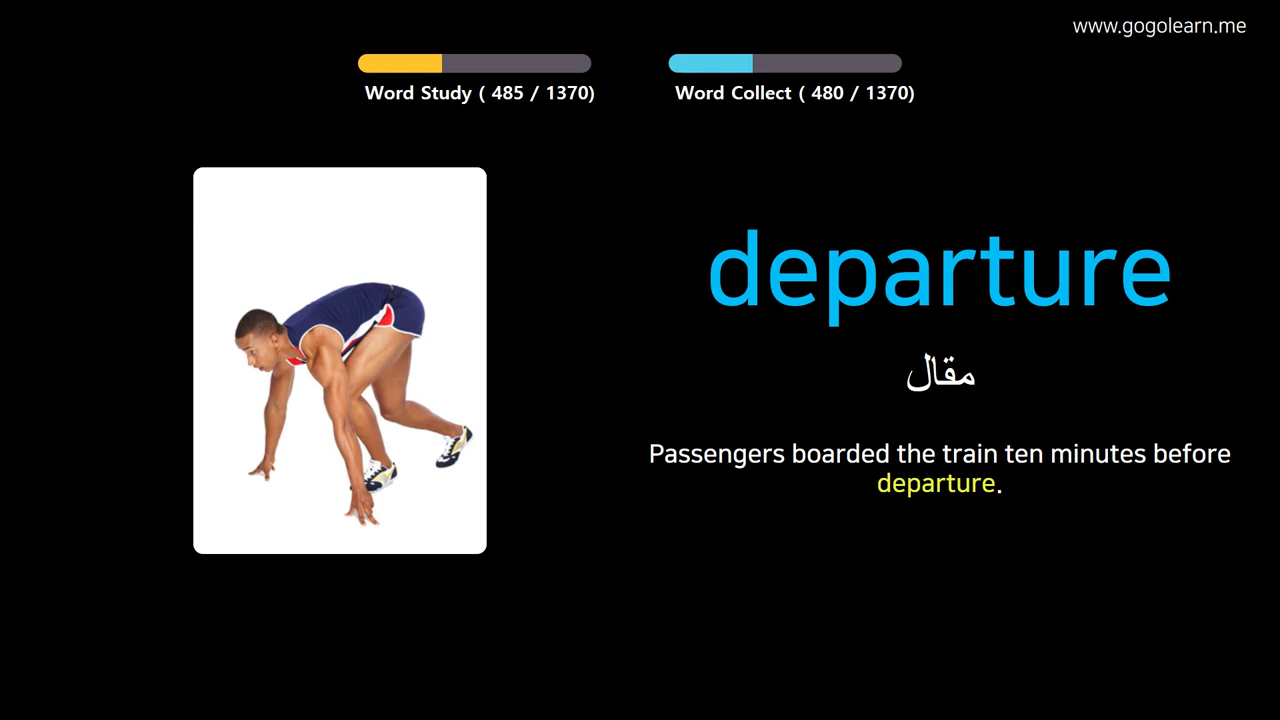 www.gogolearn.me
Word Study ( 485 / 1370)
Word Collect ( 480 / 1370)
departure
مقال
Passengers boarded the train ten minutes before
departure.